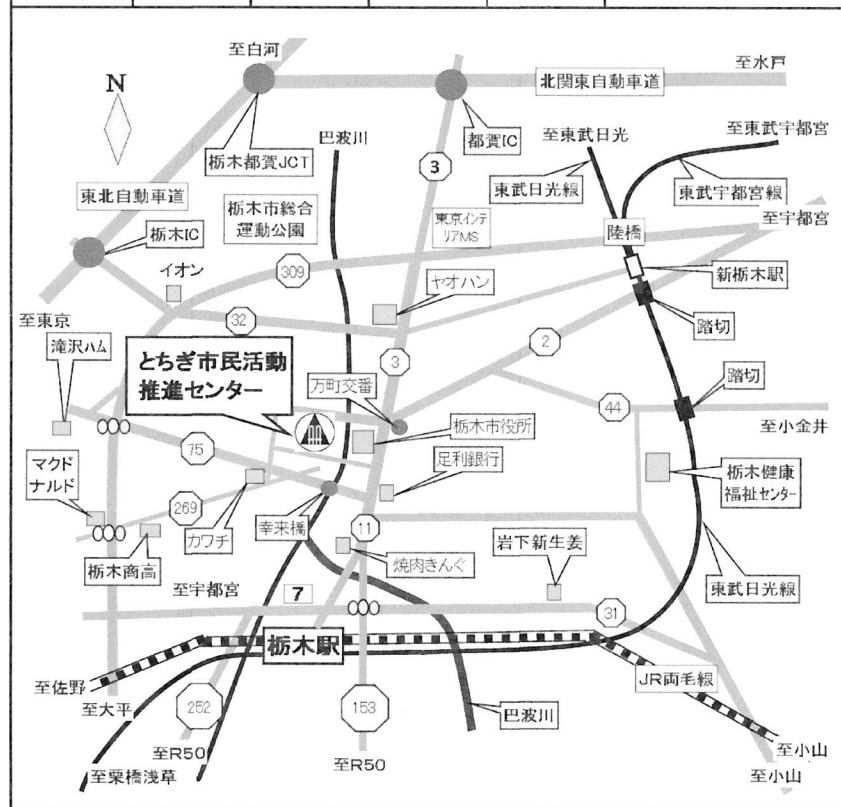 至白河
至水戸
N
北関東自動車道
巴波川
都賀IC
至東武日光
至東武宇都宮
栃木都賀JCT
3
東武日光線
東武宇都宮線
東北自動車道
栃木市総合
運動公園
東京インテ
リアMS
陸橋
至宇都宮
栃木IC
イオン
309
ヤオハン
新栃木駅
至東京
32
踏切
滝沢ハム
とちぎ市民活動
推進センター
3
2
万町交番
踏切
44
栃木市役所
至小金井
75
足利銀行
マクド
ナルド
栃木健康
福祉センター
269
カワチ
幸来橋
11
栃木商高
焼肉きんぐ
岩下新生姜
至宇都宮
7
東武日光線
31
栃木駅
JR両毛線
至佐野
至大平
252
153
巴波川
至R50
至R50
至小山
至栗橋浅草
至小山